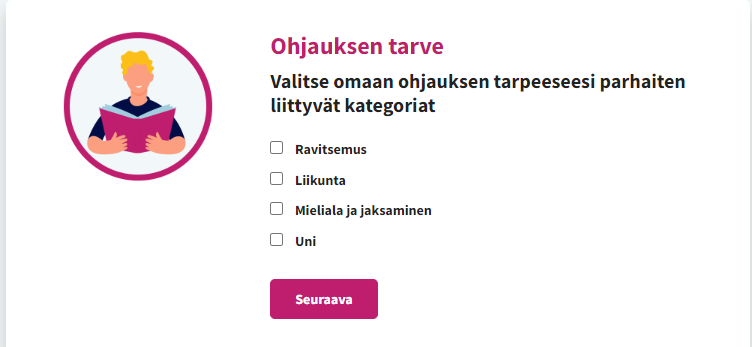 Ohjauksen tarve
Valitse omaan ohjauksen tarpeeseesi parhaiten
liittyvät kategoriat
Ravitsemus
Liikunta
Mieliala ja jaksaminen
Uni
Seuraava